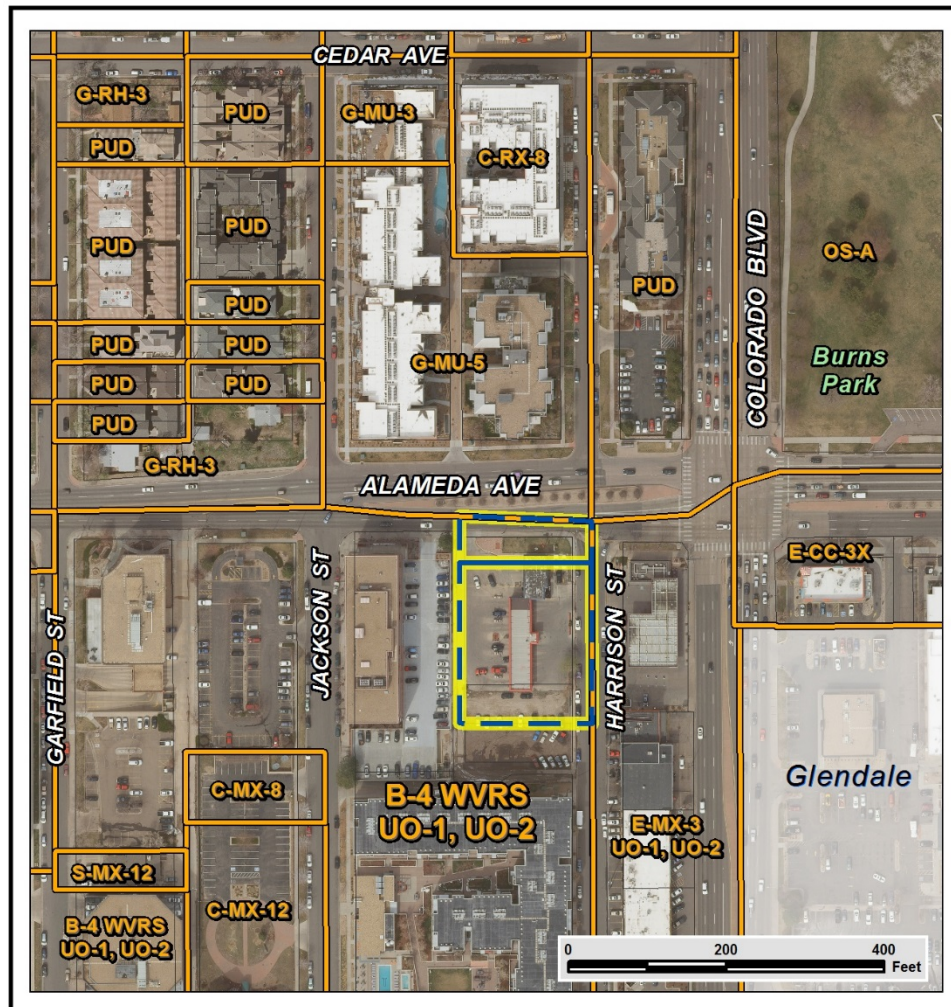 CEDAR AVE
G-RH-3
PUD
G-MU-3
PUD
C-RX-8
PUD
PUD
PUD
COLORADO BLVD
OS-A
PUD
PUD
PUD
PUD
Burns
Park
G-MU-5
PUD
PUD
PUD
G-RH-3
ALAMEDA AVE
E-CC-3X
GARFIELD ST
JACKSON ST
HARRISON ST
Glendale
C-MX-8
B-4 WVRS
UO-1, UO-2
E-MX-3
UO-1, UO-2
S-MX-12
C-MX-12
B-4 WVRS
UO-1, UO-2
0 200 400
Feet